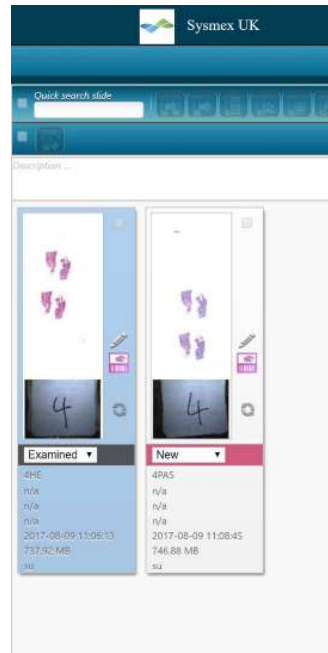 Sysmex UK
Quick search slide
Description ...
4
4
Examined
New
4HE
4PAS
n/a
n/a
n/a
n/a
n/a
n/a
2017-08-09 11:06:13
2017-08-09 11:08:45
737.92 MB
746.88 MB
su
su